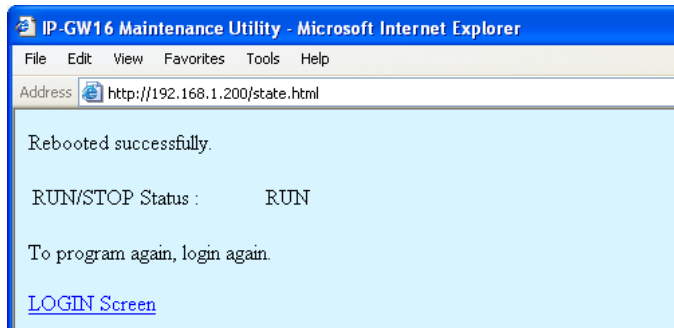 IP-GW16 Maintenance Utility - Microsoft Internet Explorer
File Edit View Favorites Tools Help
Address http://192.168.1.200/state.html
Rebooted successfully.
RUN/STOP Status : RUN
To program again, login again.
LOGIN Screen